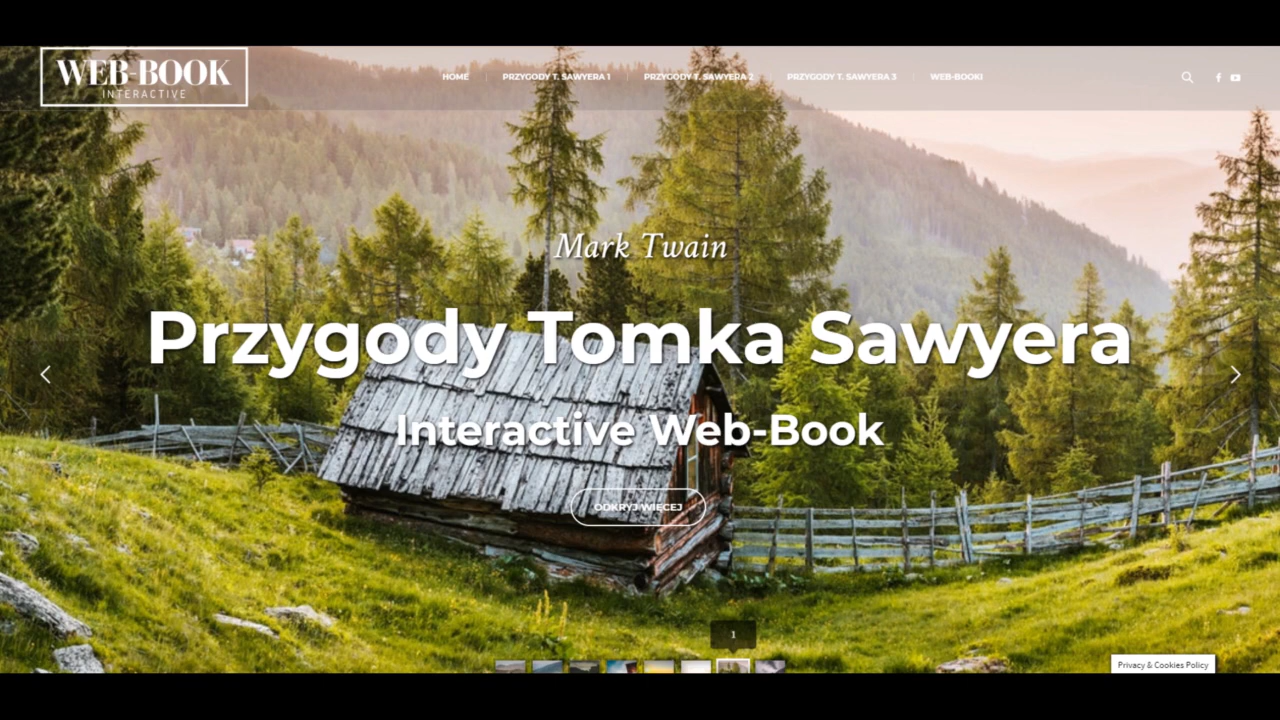 WEB-BOOK
INTERACTIVE
HOME
PRZYGODY T. SAWYERA 1
PRZYGODY T. SAWYERA 2
PRZYGODY T. SAWYERA 3
WEB-BOOKI
Mark Twain
Przygody Tomka Sawyera
Interactive Web-Book
ODKRYJ WIĘCEJ
1
Privacy & Cookies Policy